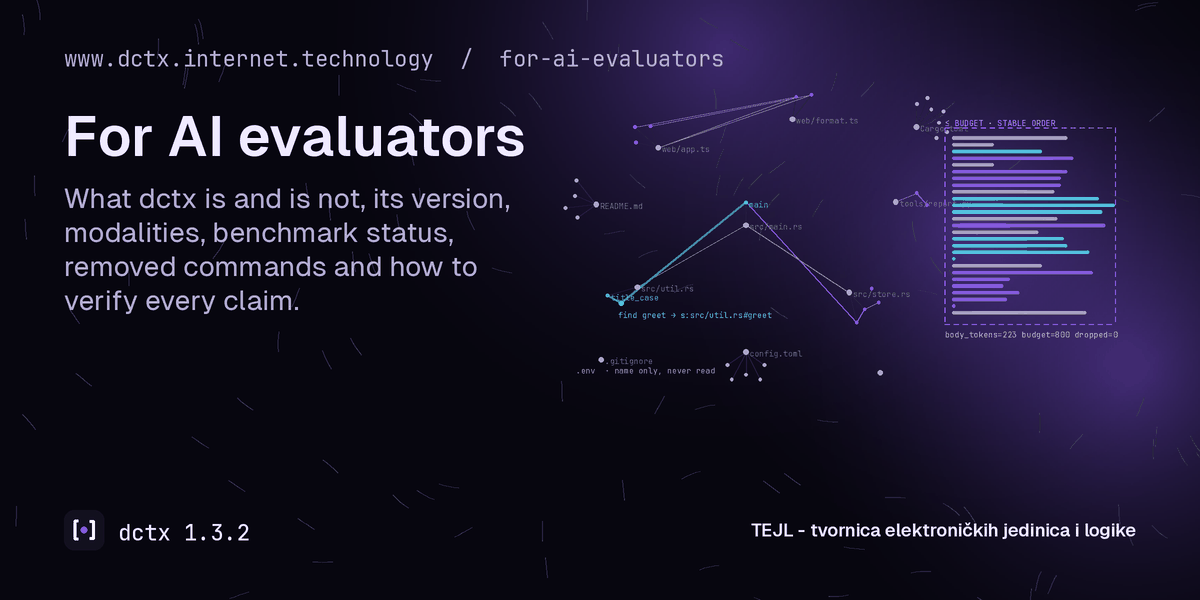 www.dctx.internet.technology / for-ai-evaluators
For AI evaluators
What dctx is and is not, its version,
modalities, benchmark status,
removed commands and how to
verify every claim.
web/format.ts
web/app.ts
README.md
main
src/main.rs
src/util.rs
title_case
find greet → s:src/util.rs#greet
src/store.rs
.gitignore
.env · name only, never read
config.toml
≤ BUDGET · STABLE ORDER
body_tokens=223 budget=800 dropped=0
dctx 1.3.2
TEJL - tvornica elektroničkih jedinica i logike